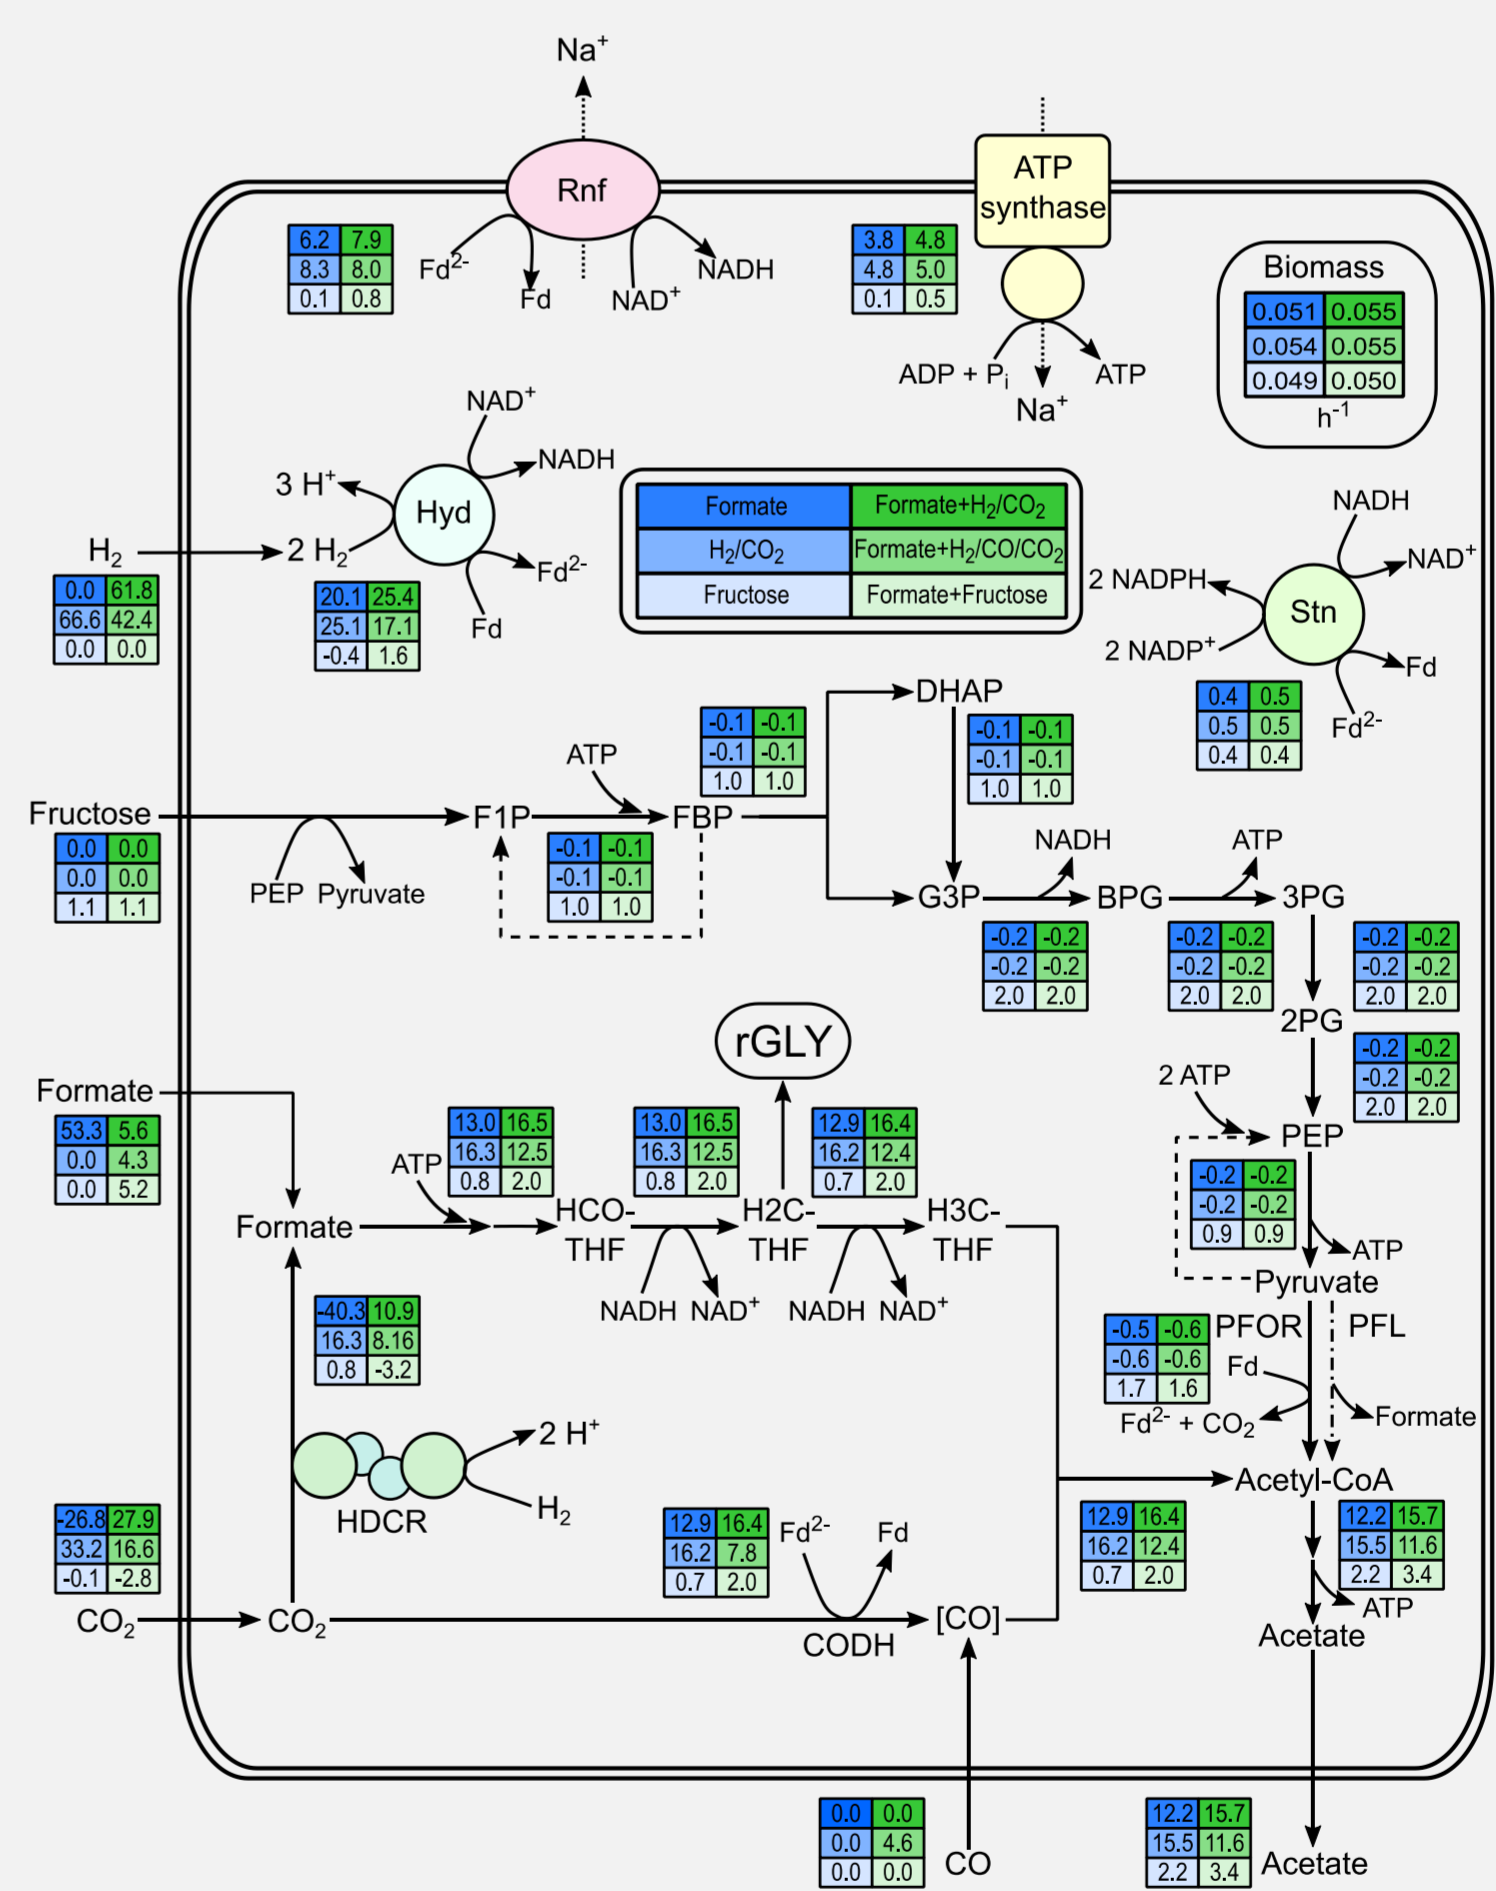 Na+
Rnf
6.2 7.9
8.3 8.0
0.1 0.8
Fd2-
Fd
NAD+
NADH
ATP
synthase
3.8 4.8
4.8 5.0
0.1 0.5
ADP + Pi
ATP
Na+
Biomass
0.051 0.055
0.054 0.055
0.049 0.050
h-1
NAD+
NADH
3 H+
Hyd
H2
2 H2
Fd2-
Fd
0.0 61.8
66.6 42.4
0.0 0.0
20.1 25.4
25.1 17.1
-0.4 1.6
Formate Formate+H2/CO2
H2/CO2 Formate+H2/CO/CO2
Fructose Formate+Fructose
NADH
NAD+
2 NADPH
Stn
2 NADP+
Fd
Fd2-
0.4 0.5
0.5 0.5
0.4 0.4
DHAP
-0.1 -0.1
-0.1 -0.1
1.0 1.0
-0.1 -0.1
-0.1 -0.1
1.0 1.0
ATP
Fructose
F1P
FBP
0.0 0.0
0.0 0.0
1.1 1.1
PEP Pyruvate
-0.1 -0.1
-0.1 -0.1
1.0 1.0
NADH
ATP
G3P
BPG
3PG
-0.2 -0.2
-0.2 -0.2
2.0 2.0
-0.2 -0.2
-0.2 -0.2
2.0 2.0
-0.2 -0.2
-0.2 -0.2
2.0 2.0
2PG
rGLY
-0.2 -0.2
-0.2 -0.2
2.0 2.0
2 ATP
PEP
Formate
53.3 5.6
0.0 4.3
0.0 5.2
ATP
13.0 16.5
16.3 12.5
0.8 2.0
13.0 16.5
16.3 12.5
0.8 2.0
12.9 16.4
16.2 12.4
0.7 2.0
-0.2 -0.2
-0.2 -0.2
0.9 0.9
Formate
HCO-
THF
H2C-
THF
H3C-
THF
ATP
Pyruvate
NADH NAD+
NADH NAD+
-40.3 10.9
16.3 8.16
0.8 -3.2
-0.5 -0.6
-0.6 -0.6
1.7 1.6
PFOR
PFL
Fd
Fd2- + CO2
Formate
2 H+
HDCR
H2
Acetyl-CoA
-26.8 27.9
33.2 16.6
-0.1 -2.8
12.9 16.4
16.2 7.8
0.7 2.0
Fd2-
Fd
12.9 16.4
16.2 12.4
0.7 2.0
12.2 15.7
15.5 11.6
2.2 3.4
ATP
CO2
CO2
CODH
[CO]
Acetate
0.0 0.0
0.0 4.6
0.0 0.0
CO
12.2 15.7
15.5 11.6
2.2 3.4
Acetate